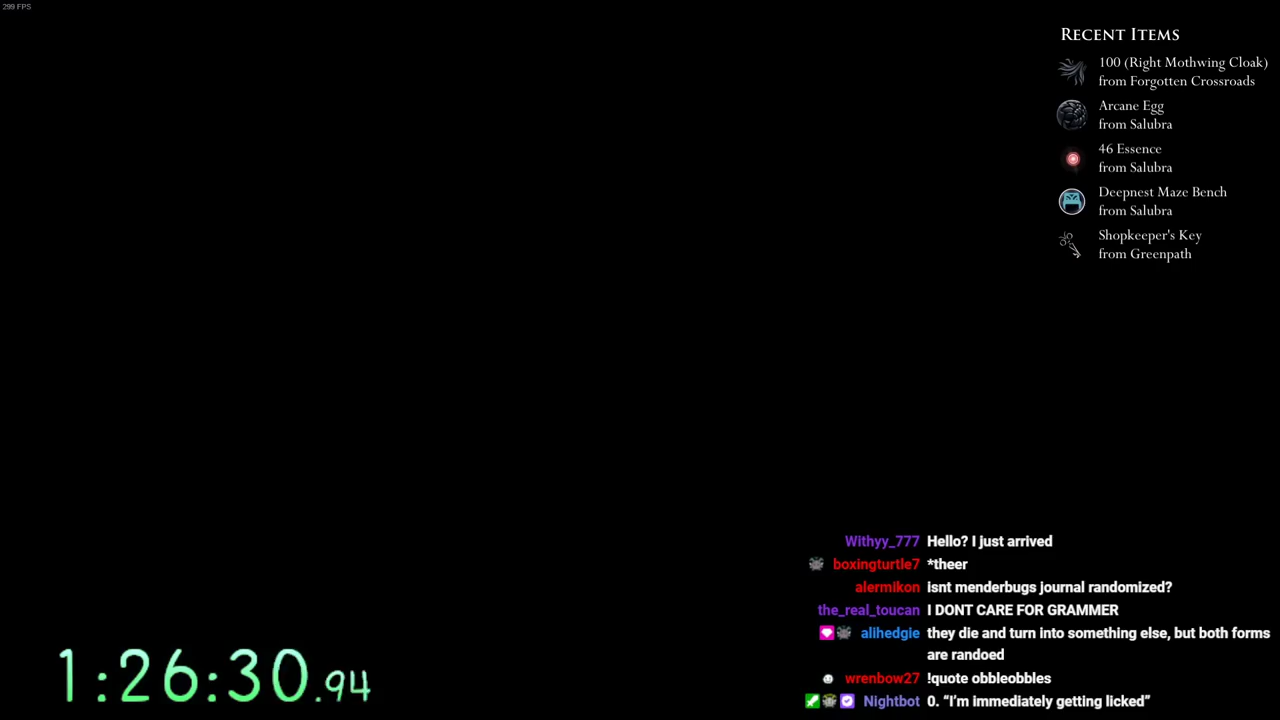 299 FPS
RECENT ITEMS
100 (Right Mothwing Cloak)
from Forgotten Crossroads
Arcane Egg
from Salubra
46 Essence
from Salubra
Deepnest Maze Bench
from Salubra
Shopkeeper's Key
from Greenpath
Withyy_777 Hello? I just arrived
boxingturtle7 *theer
alermikon isnt menderbugs journal randomized?
the_real_toucan I DONT CARE FOR GRAMMER
alihedgie they die and turn into something else, but both forms
are randoed
wrenbow27 !quote obbleobbles
Nightbot 0. “I’m immediately getting licked”
1:26:30.94